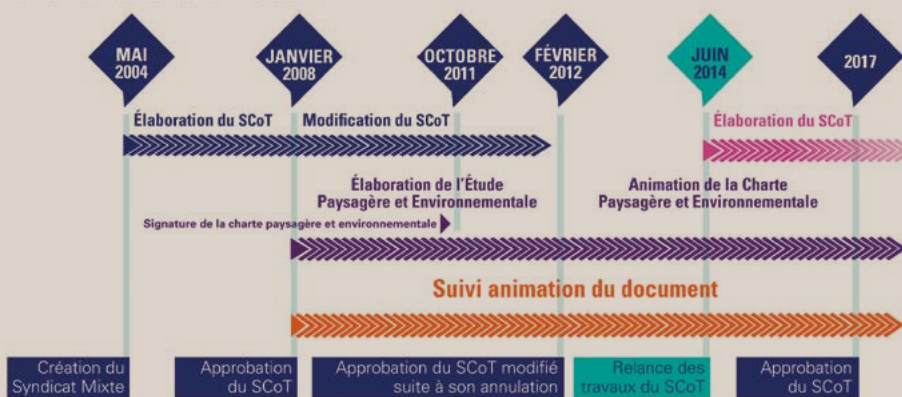 MAI
2004
JANVIER
2008
OCTOBRE
2011
FÉVRIER
2012
JUIN
2014
2017
Élaboration du SCoT
Modification du SCoT
Élaboration du SCoT
Élaboration de l'Étude
Paysagère et Environnementale
Animation de la Charte
Paysagère et Environnementale
Signature de la charte paysagère et environnementale
Suivi animation du document
Création du
Syndicat Mixte
Approbation
du SCoT
Approbation du SCoT modifié
suite à son annulation
Relance des
travaux du SCoT
Approbation
du SCoT